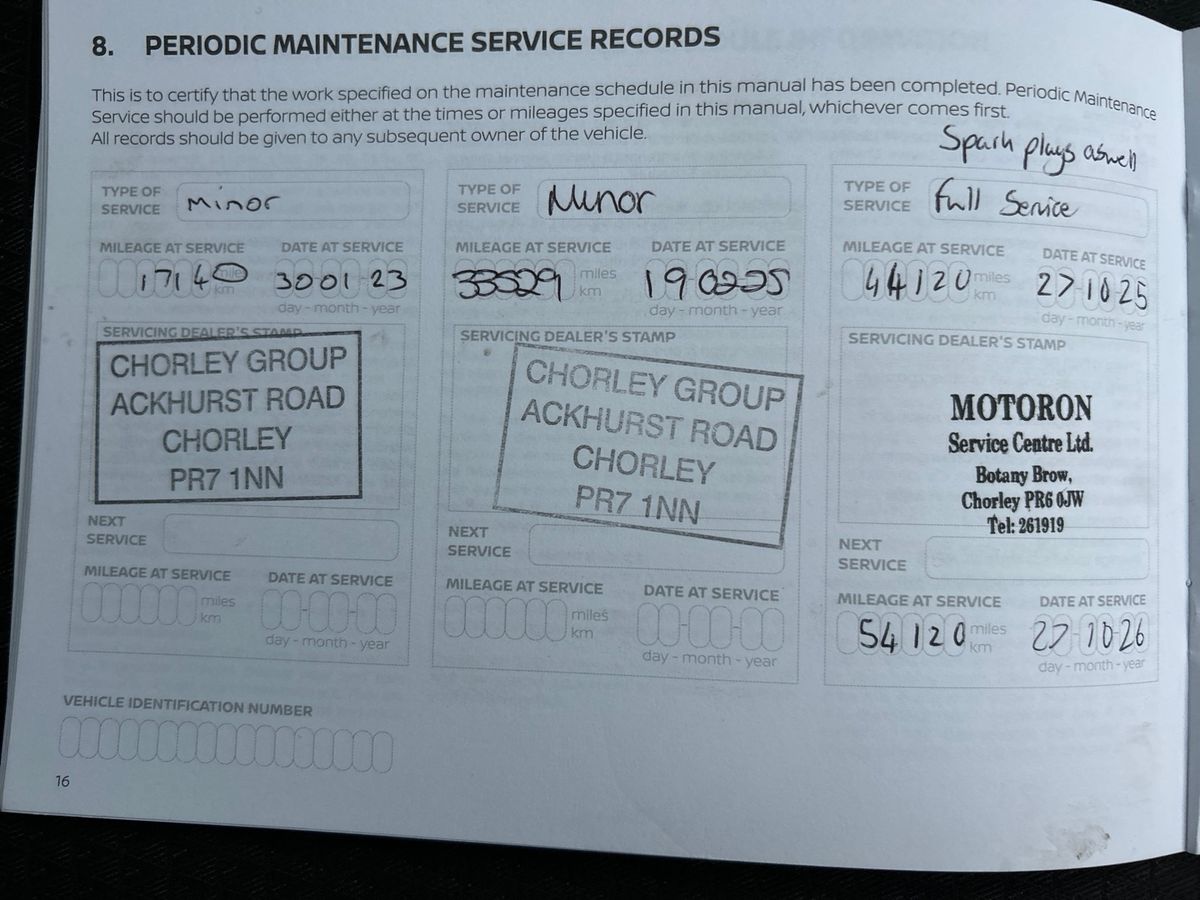 8. PERIODIC MAINTENANCE SERVICE RECORDS
This is to certify that the work specified on the maintenance schedule in this manual has been completed. Periodic Maintenance
Service should be performed either at the times or mileages specified in this manual, whichever comes first.
All records should be given to any subsequent owner of the vehicle.
TYPE OF
SERVICE
Minor
MILEAGE AT SERVICE
DATE AT SERVICE
17140
miles
km
30-01-23
day - month - year
SERVICING DEALER'S STAMP
CHORLEY GROUP
ACKHURST ROAD
CHORLEY
PR7 1NN
NEXT
SERVICE
MILEAGE AT SERVICE
DATE AT SERVICE
miles
km
day - month - year
TYPE OF
SERVICE
Minor
MILEAGE AT SERVICE
DATE AT SERVICE
33529
miles
km
19-02-25
day - month - year
SERVICING DEALER'S STAMP
CHORLEY GROUP
ACKHURST ROAD
CHORLEY
PR7 1NN
NEXT
SERVICE
MILEAGE AT SERVICE
DATE AT SERVICE
miles
km
day - month - year
Spark plugs aswell
TYPE OF
SERVICE
Full Service
MILEAGE AT SERVICE
DATE AT SERVICE
44120
miles
km
27-10-25
day - month - year
SERVICING DEALER'S STAMP
MOTORON
Service Centre Ltd.
Botany Brow,
Chorley PR6 0JW
Tel: 261919
NEXT
SERVICE
MILEAGE AT SERVICE
DATE AT SERVICE
54120
miles
km
27-10-26
day - month - year
VEHICLE IDENTIFICATION NUMBER
16